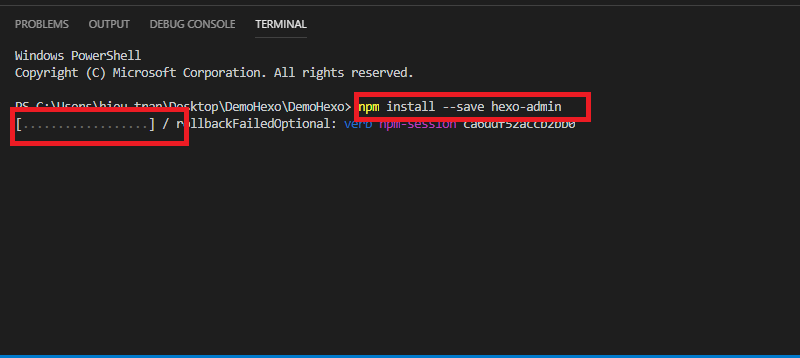 PROBLEMS OUTPUT DEBUG CONSOLE TERMINAL
Windows PowerShell
Copyright (C) Microsoft Corporation. All rights reserved.
PS C:\Users\hieu.tran\Desktop\DemoHexo\DemoHexo> npm install --save hexo-admin
[..................] / rollbackFailedOptional: verb npm-session ca6ddf52accb2bb0